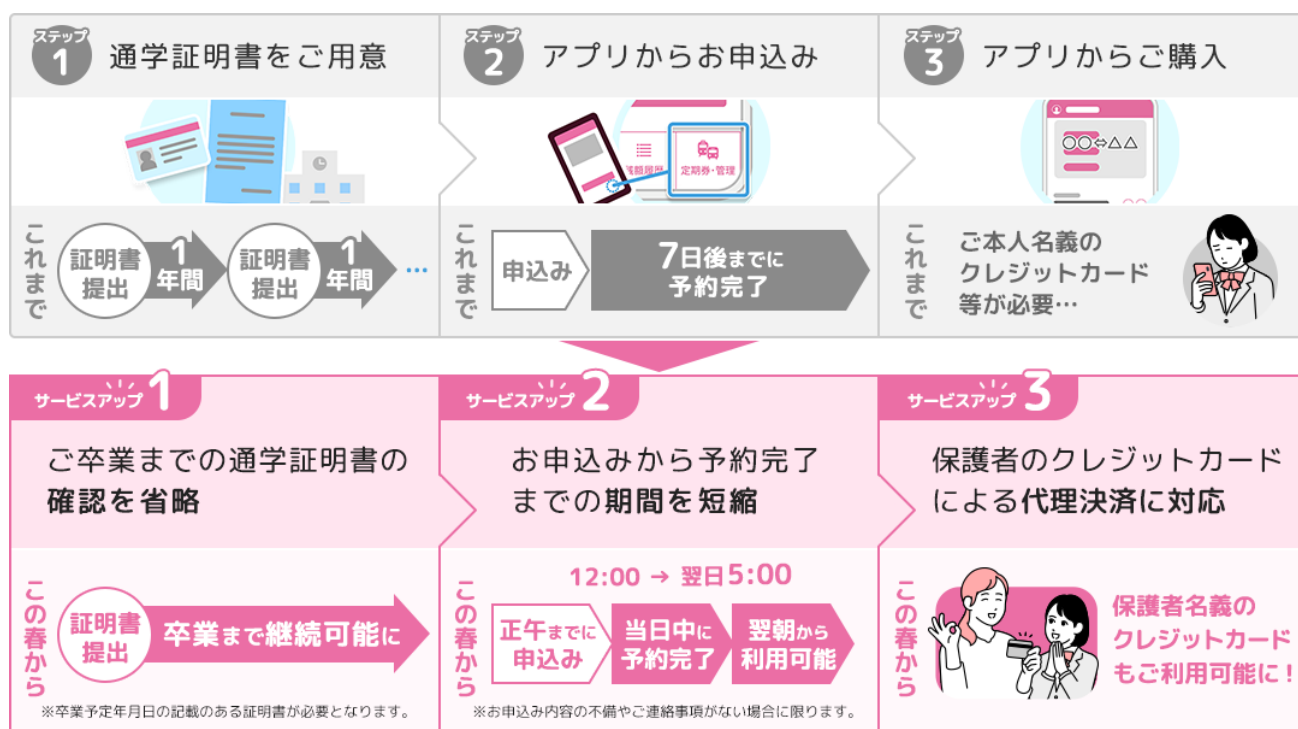 ステップ
1
通学証明書をご用意
ステップ
2
アプリからお申込み
ステップ
3
アプリからご購入
履歴
定期券・管理
○○⇔△△
これまで
証明書
提出
1
年間
証明書
提出
1
年間
…
これまで
申込み
7日後までに
予約完了
これまで
ご本人名義の
クレジットカード
等が必要…
サービスアップ 1
ご卒業までの通学証明書の
確認を省略
サービスアップ 2
お申込みから予約完了
までの期間を短縮
サービスアップ 3
保護者のクレジットカード
による代理決済に対応
この春から
証明書
提出
卒業まで継続可能に
※卒業予定年月日の記載のある証明書が必要となります。
この春から
12:00 → 翌日5:00
正午までに
申込み
当日中に
予約完了
翌朝から
利用可能
※お申込み内容の不備やご連絡事項がない場合に限ります。
この春から
保護者名義の
クレジットカード
もご利用可能に!